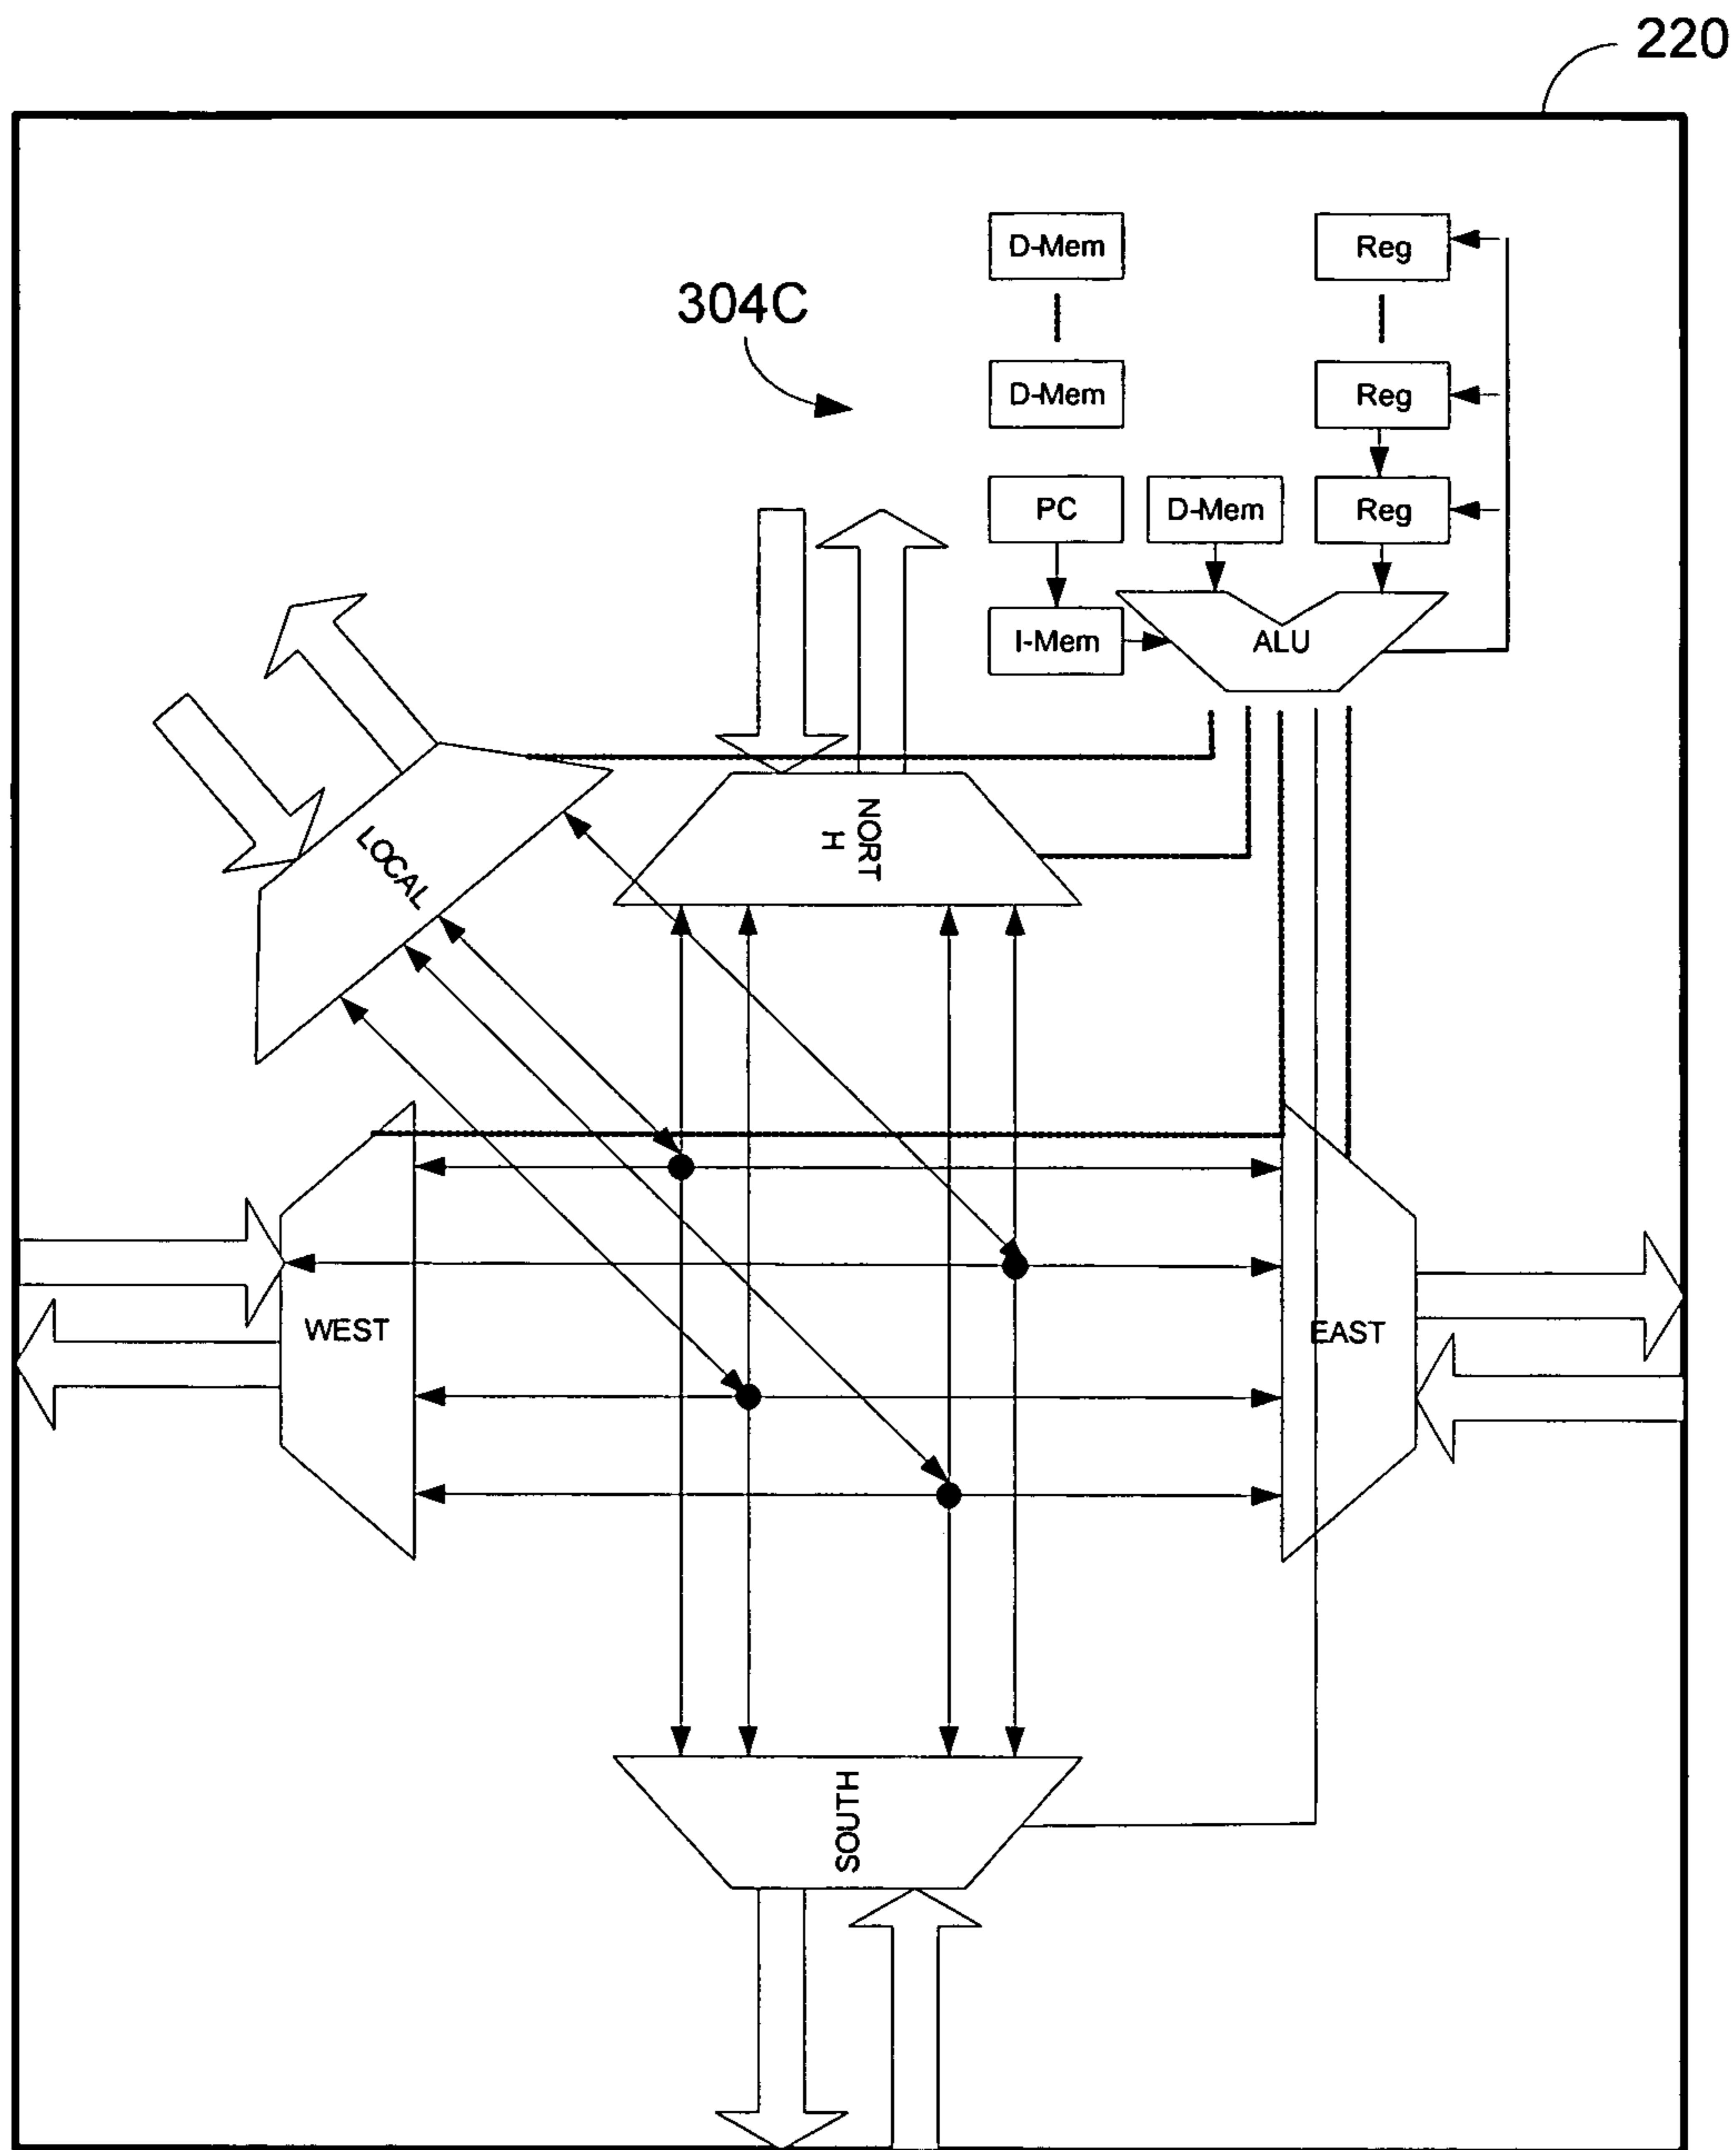 220
D-Mem
Reg
304C
D-Mem
Reg
PC
D-Mem
Reg
I-Mem
ALU
NORT
H
LOCAL
WEST
EAST
SOUTH